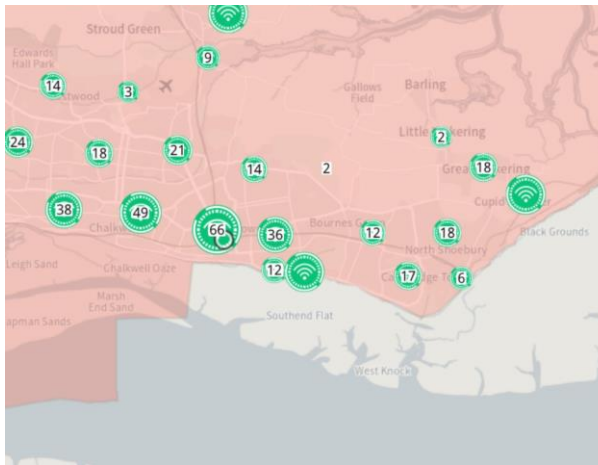 Stroud Green
Edwards
Hall Park
9
14
3
Gallows
Field
Barling
24
18
21
2
14
2
18
38
49
66
36
Bournes
12
18
North Shoebury
Black Grounds
Leigh Sand
Chalkwell Oaze
12
17
6
Marsh
End Sand
Southend Flat
West Knock